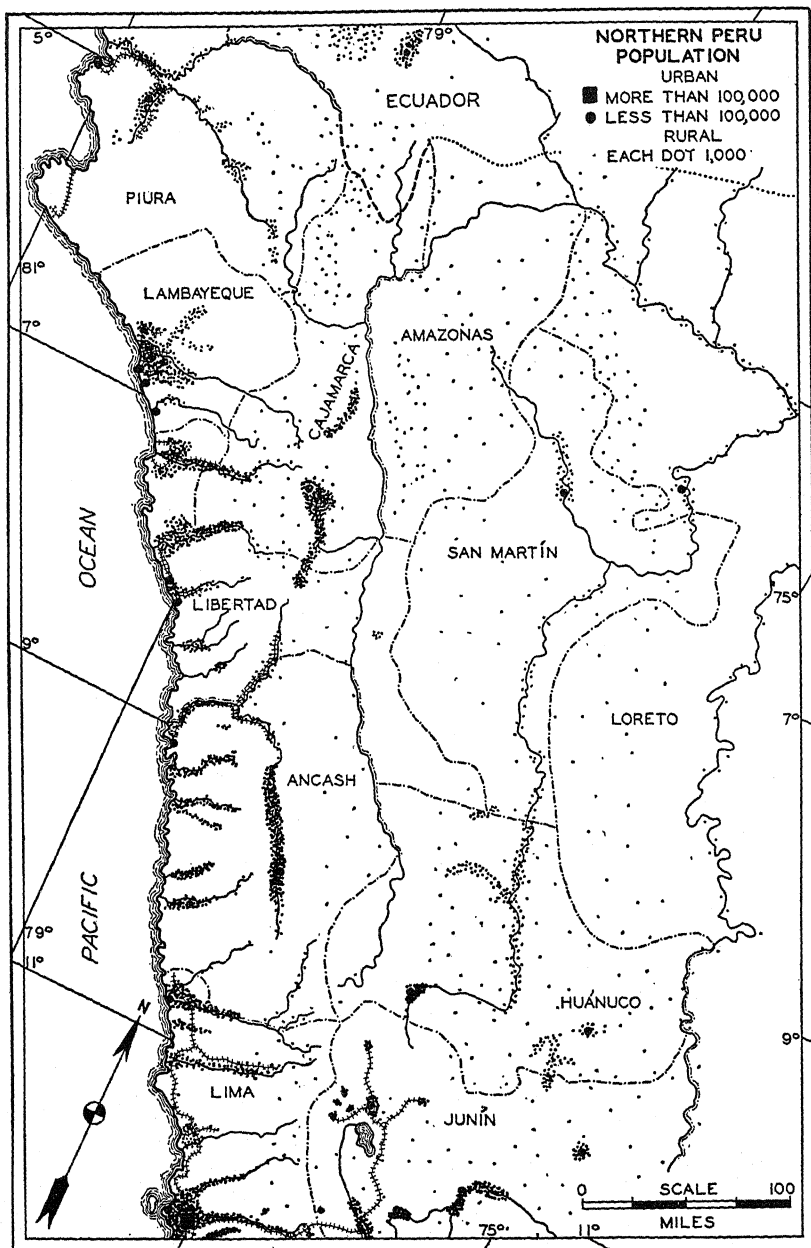 NORTHERN PERU
POPULATION
URBAN
MORE THAN 100,000
LESS THAN 100,000
RURAL
EACH DOT 1,000
5°
79°
ECUADOR
PIURA
81°
7°
LAMBAYEQUE
AMAZONAS
CAJAMARCA
OCEAN
SAN MARTÍN
75°
LIBERTAD
9°
LORETO
7°
ANCASH
PACIFIC
79°
11°
N
HUÁNUCO
9°
LIMA
JUNÍN
0 SCALE 100
MILES
75°
11°